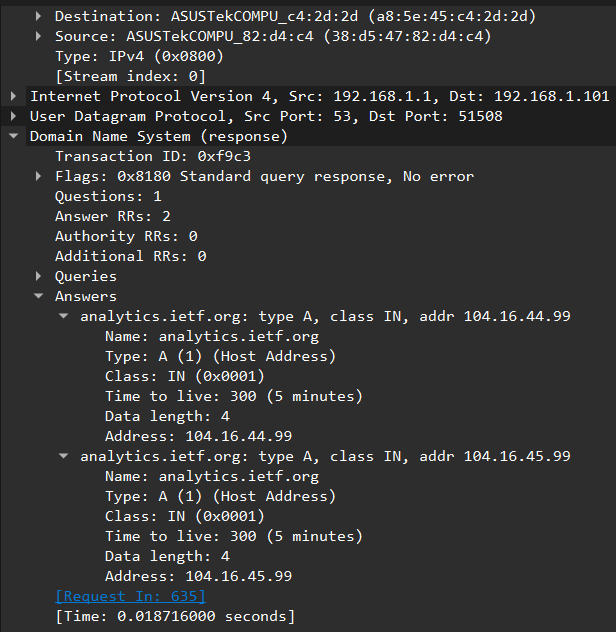 Destination: ASUSTekCOMPU_c4:2d:2d (a8:5e:45:c4:2d:2d)
Source: ASUSTekCOMPU_82:d4:c4 (38:d5:47:82:d4:c4)
Type: IPv4 (0x0800)
[Stream index: 0]
Internet Protocol Version 4, Src: 192.168.1.1, Dst: 192.168.1.101
User Datagram Protocol, Src Port: 53, Dst Port: 51508
Domain Name System (response)
Transaction ID: 0xf9c3
Flags: 0x8180 Standard query response, No error
Questions: 1
Answer RRs: 2
Authority RRs: 0
Additional RRs: 0
Queries
Answers
analytics.ietf.org: type A, class IN, addr 104.16.44.99
Name: analytics.ietf.org
Type: A (1) (Host Address)
Class: IN (0x0001)
Time to live: 300 (5 minutes)
Data length: 4
Address: 104.16.44.99
analytics.ietf.org: type A, class IN, addr 104.16.45.99
Name: analytics.ietf.org
Type: A (1) (Host Address)
Class: IN (0x0001)
Time to live: 300 (5 minutes)
Data length: 4
Address: 104.16.45.99
[Request In: 635]
[Time: 0.018716000 seconds]